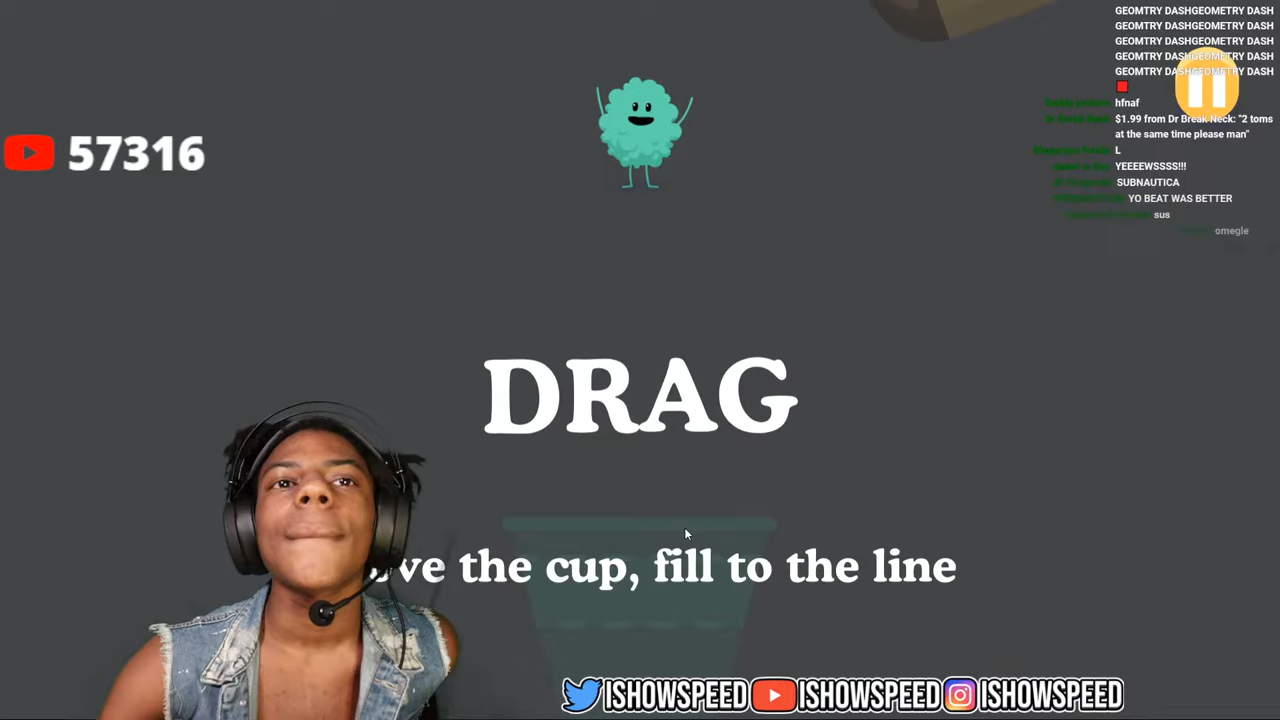 GEOMTRY DASHGEOMETRY DASH
GEOMTRY DASHGEOMETRY DASH
GEOMTRY DASHGEOMETRY DASH
GEOMTRY DASHGEOMETRY DASH
GEOMTRY DASHGEOMETRY DASH
hfnaf
$1.99 from Dr Break Neck: "2 toms
at the same time please man"
L
YEEEEWSSSS!!!
SUBNAUTICA
YO BEAT WAS BETTER
sus
omegle
57316
DRAG
ve the cup, fill to the line
ISHOWSPEED ISHOWSPEED ISHOWSPEED